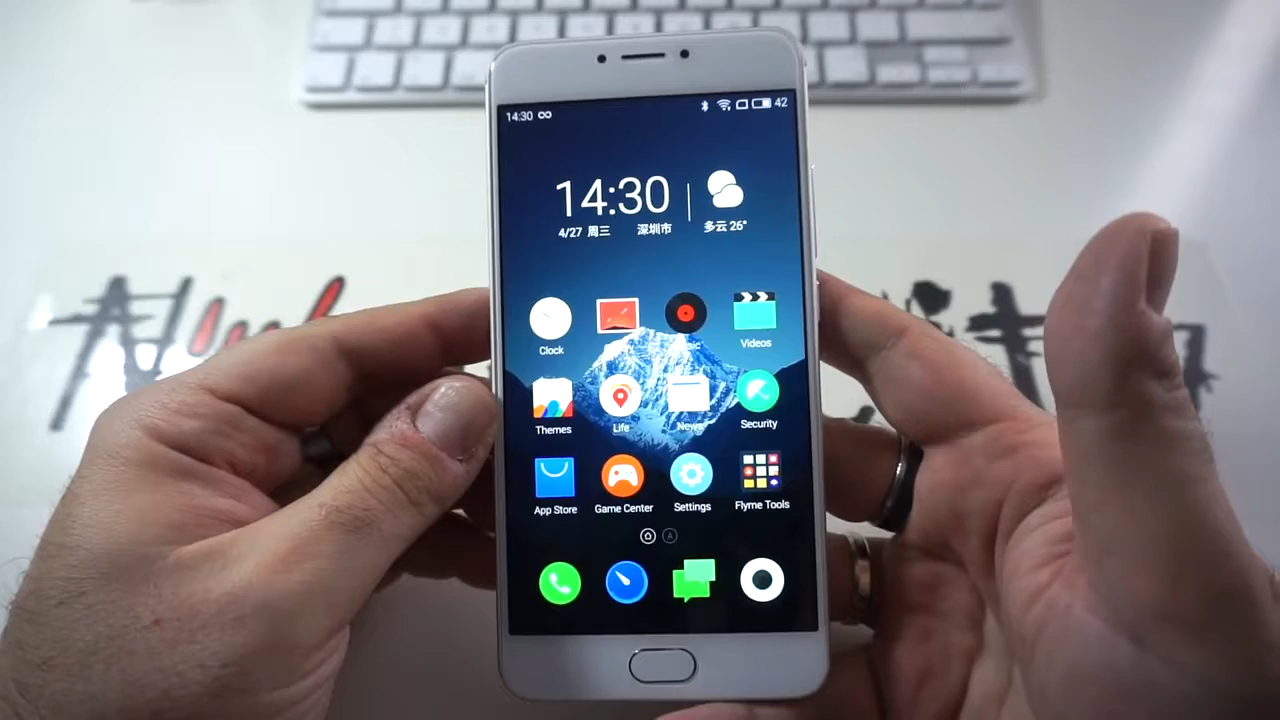 14:30
42
14:30
4/27 周三 深圳市
多云 26°
Clock
Videos
Themes
Life
News
Security
App Store
Game Center
Settings
Flyme Tools